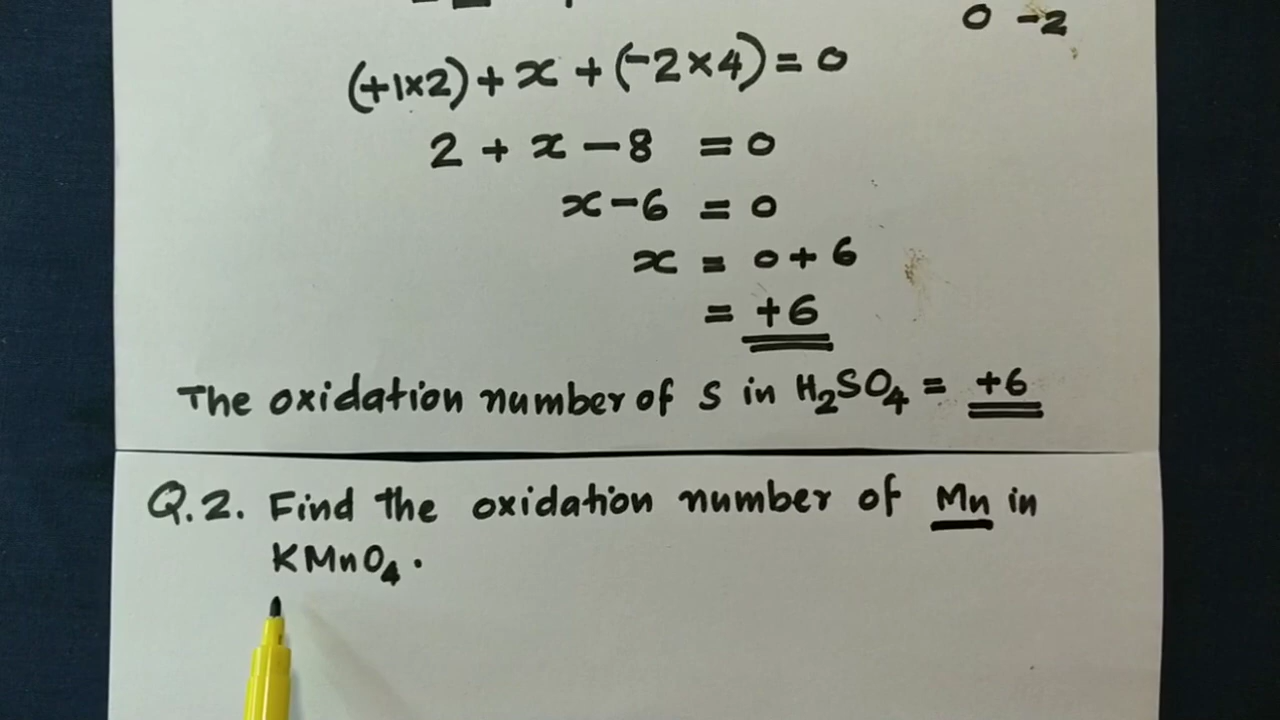 O -2
(+1×2) + x + (-2×4) = 0
2 + x - 8 = 0
x - 6 = 0
x = 0 + 6
= +6
The oxidation number of S in H₂SO₄ = +6
Q.2. Find the oxidation number of Mn in
KMnO₄.